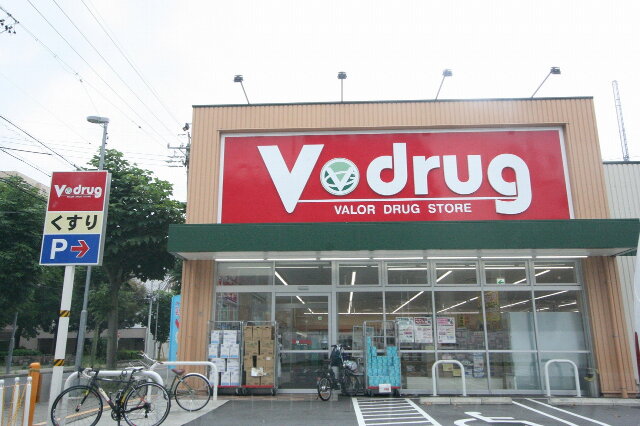 V drug
VALOR DRUG STORE
V drug
くすり
P→